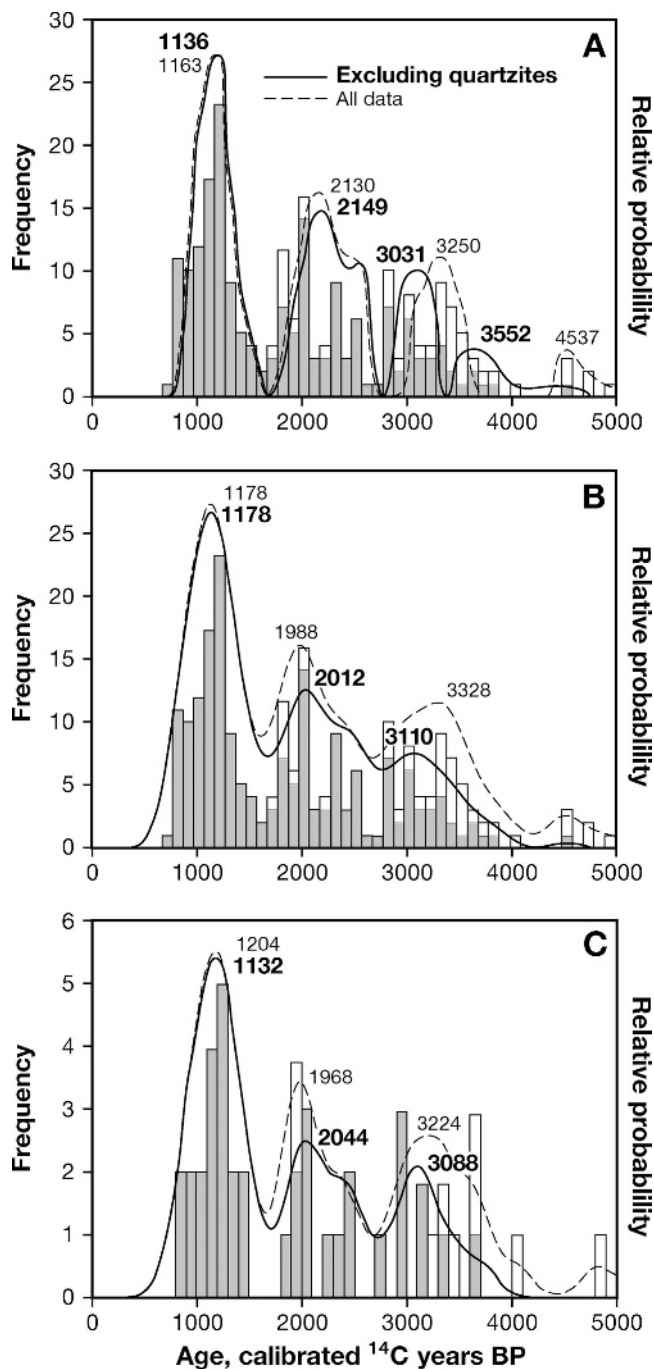 30
25
20
15
10
5
0
Frequency
A
1136
1163
Excluding quartzites
All data
2130
2149
3031
3250
3552
4537
Relative probablility
0 1000 2000 3000 4000 5000
30
25
20
15
10
5
0
Frequency
B
1178
1178
1988
2012
3110
3328
Relative probablility
0 1000 2000 3000 4000 5000
6
5
4
3
2
1
0
Frequency
C
1204
1132
1968
2044
3224
3088
Relative probablility
0 1000 2000 3000 4000 5000
Age, calibrated ¹⁴C years BP